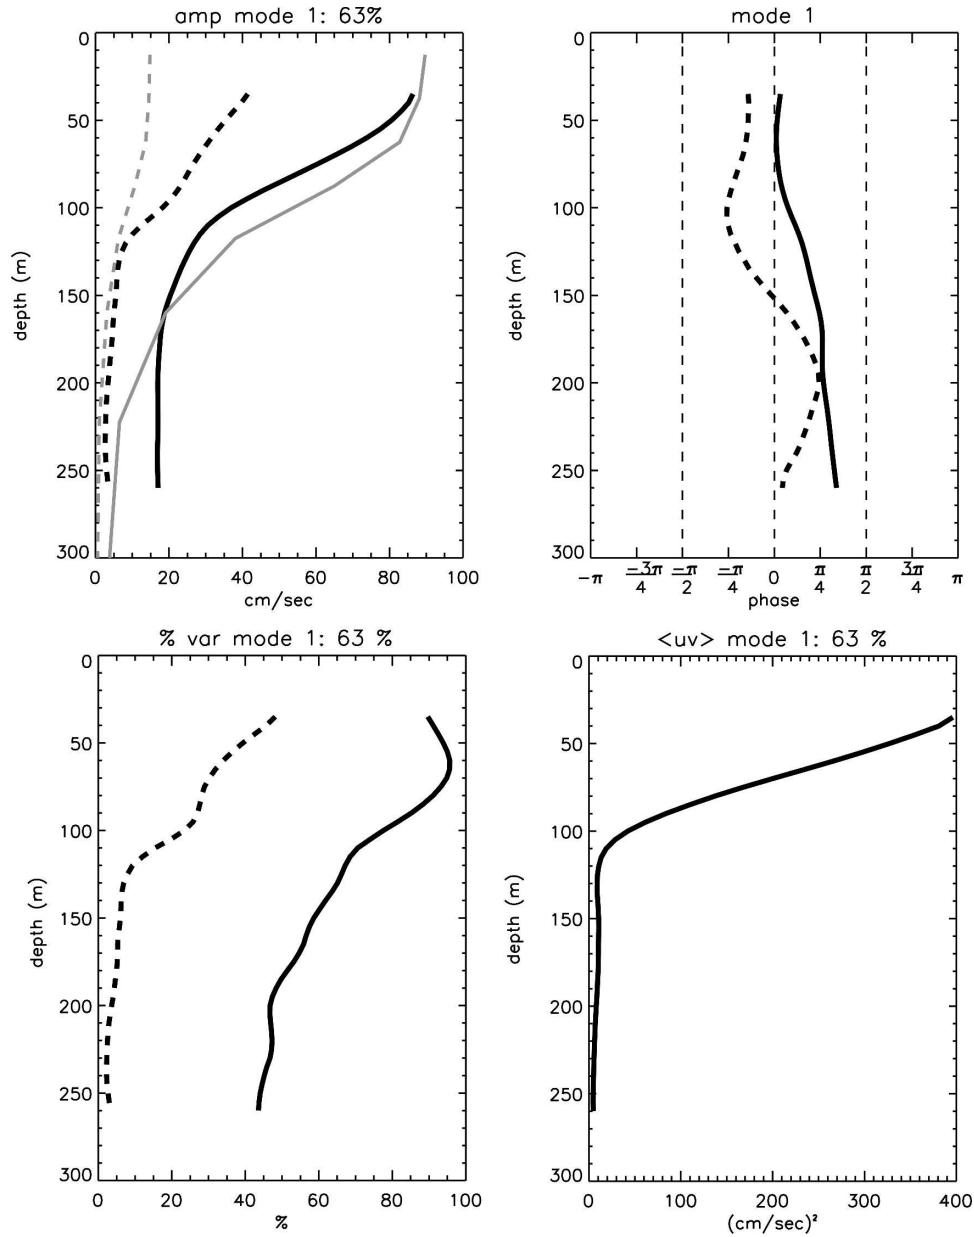 amp mode 1: 63%
0
50
100
150
200
250
300
depth (m)
0 20 40 60 80 100
cm/sec
mode 1
0
50
100
150
200
250
300
depth (m)
-π -3π/4 -π/2 -π/4 0 π/4 π/2 3π/4 π
phase
% var mode 1: 63 %
0
50
100
150
200
250
300
depth (m)
0 20 40 60 80 100
%
<uv> mode 1: 63 %
0
50
100
150
200
250
300
depth (m)
0 100 200 300 400
(cm/sec)²